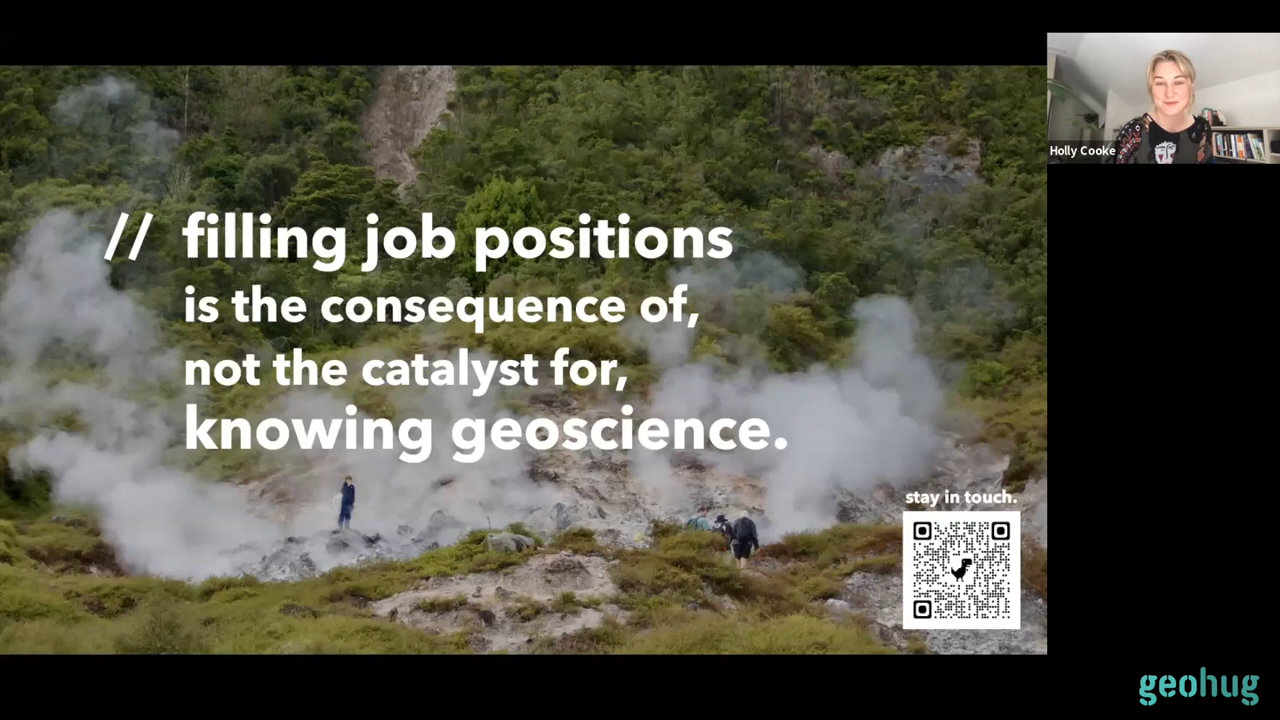 Holly Cooke
// filling job positions
is the consequence of,
not the catalyst for,
knowing geoscience.
stay in touch.
geohug